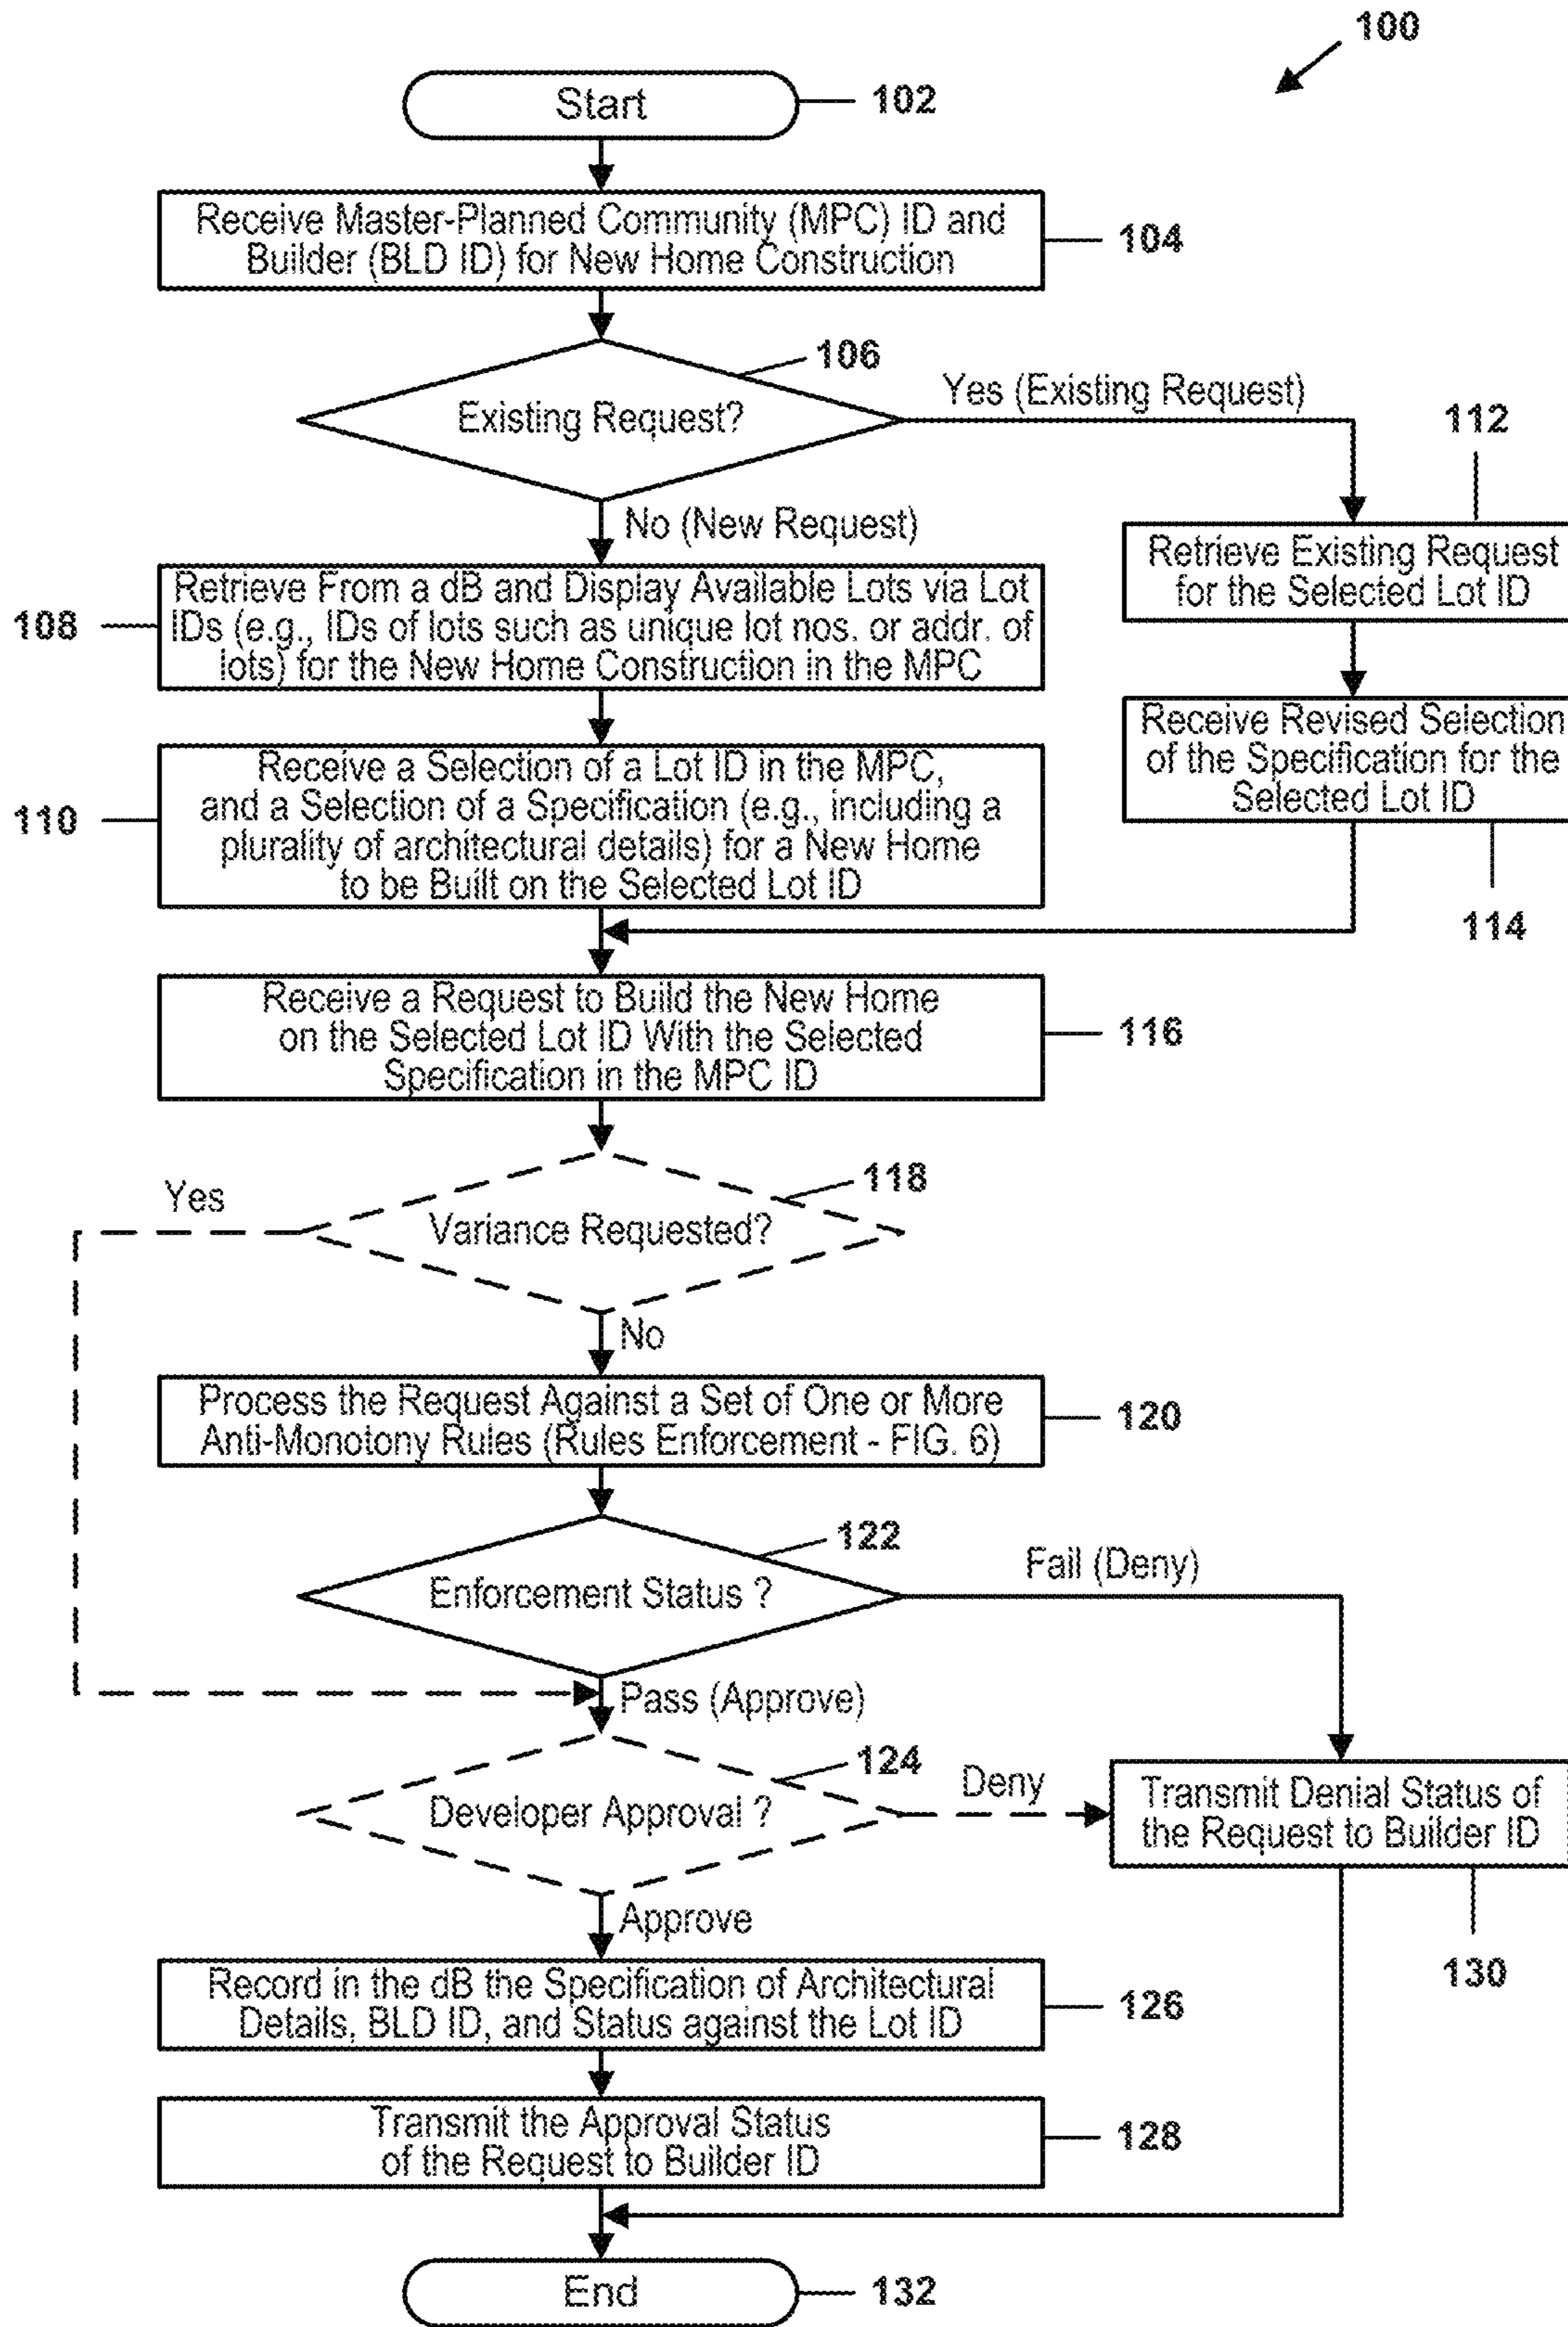 100
Start
102
Receive Master-Planned Community (MPC) ID and
Builder (BLD ID) for New Home Construction
104
106
Existing Request?
Yes (Existing Request)
No (New Request)
112
Retrieve Existing Request
for the Selected Lot ID
108
Retrieve From a dB and Display Available Lots via Lot
IDs (e.g., IDs of lots such as unique lot nos. or addr. of
lots) for the New Home Construction in the MPC
Receive Revised Selection
of the Specification for the
Selected Lot ID
114
110
Receive a Selection of a Lot ID in the MPC,
and a Selection of a Specification (e.g., including a
plurality of architectural details) for a New Home
to be Built on the Selected Lot ID
Receive a Request to Build the New Home
on the Selected Lot ID With the Selected
Specification in the MPC ID
116
118
Yes
Variance Requested?
No
Process the Request Against a Set of One or More
Anti-Monotony Rules (Rules Enforcement - FIG. 6)
120
122
Enforcement Status ?
Fail (Deny)
Pass (Approve)
124
Developer Approval ?
Deny
Transmit Denial Status of
the Request to Builder ID
130
Approve
Record in the dB the Specification of Architectural
Details, BLD ID, and Status against the Lot ID
126
Transmit the Approval Status
of the Request to Builder ID
128
End
132